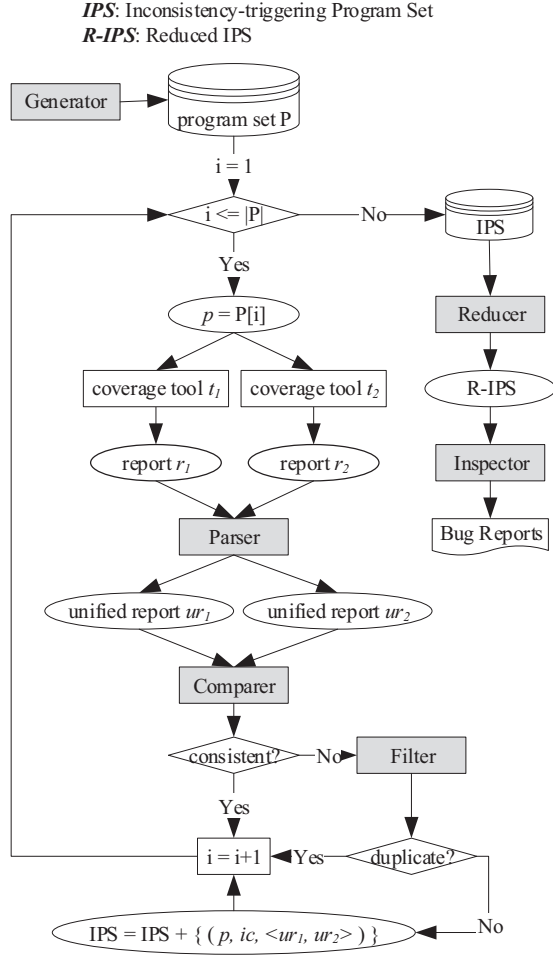 IPS: Inconsistency-triggering Program Set
R-IPS: Reduced IPS
Generator
program set P
i = 1
i <= |P|
No
IPS
Yes
p = P[i]
Reducer
coverage tool t1
coverage tool t2
R-IPS
report r1
report r2
Inspector
Parser
Bug Reports
unified report ur1
unified report ur2
Comparer
consistent?
No
Filter
Yes
i = i+1
Yes
duplicate?
No
IPS = IPS + { ( p, ic, <ur1, ur2> ) }